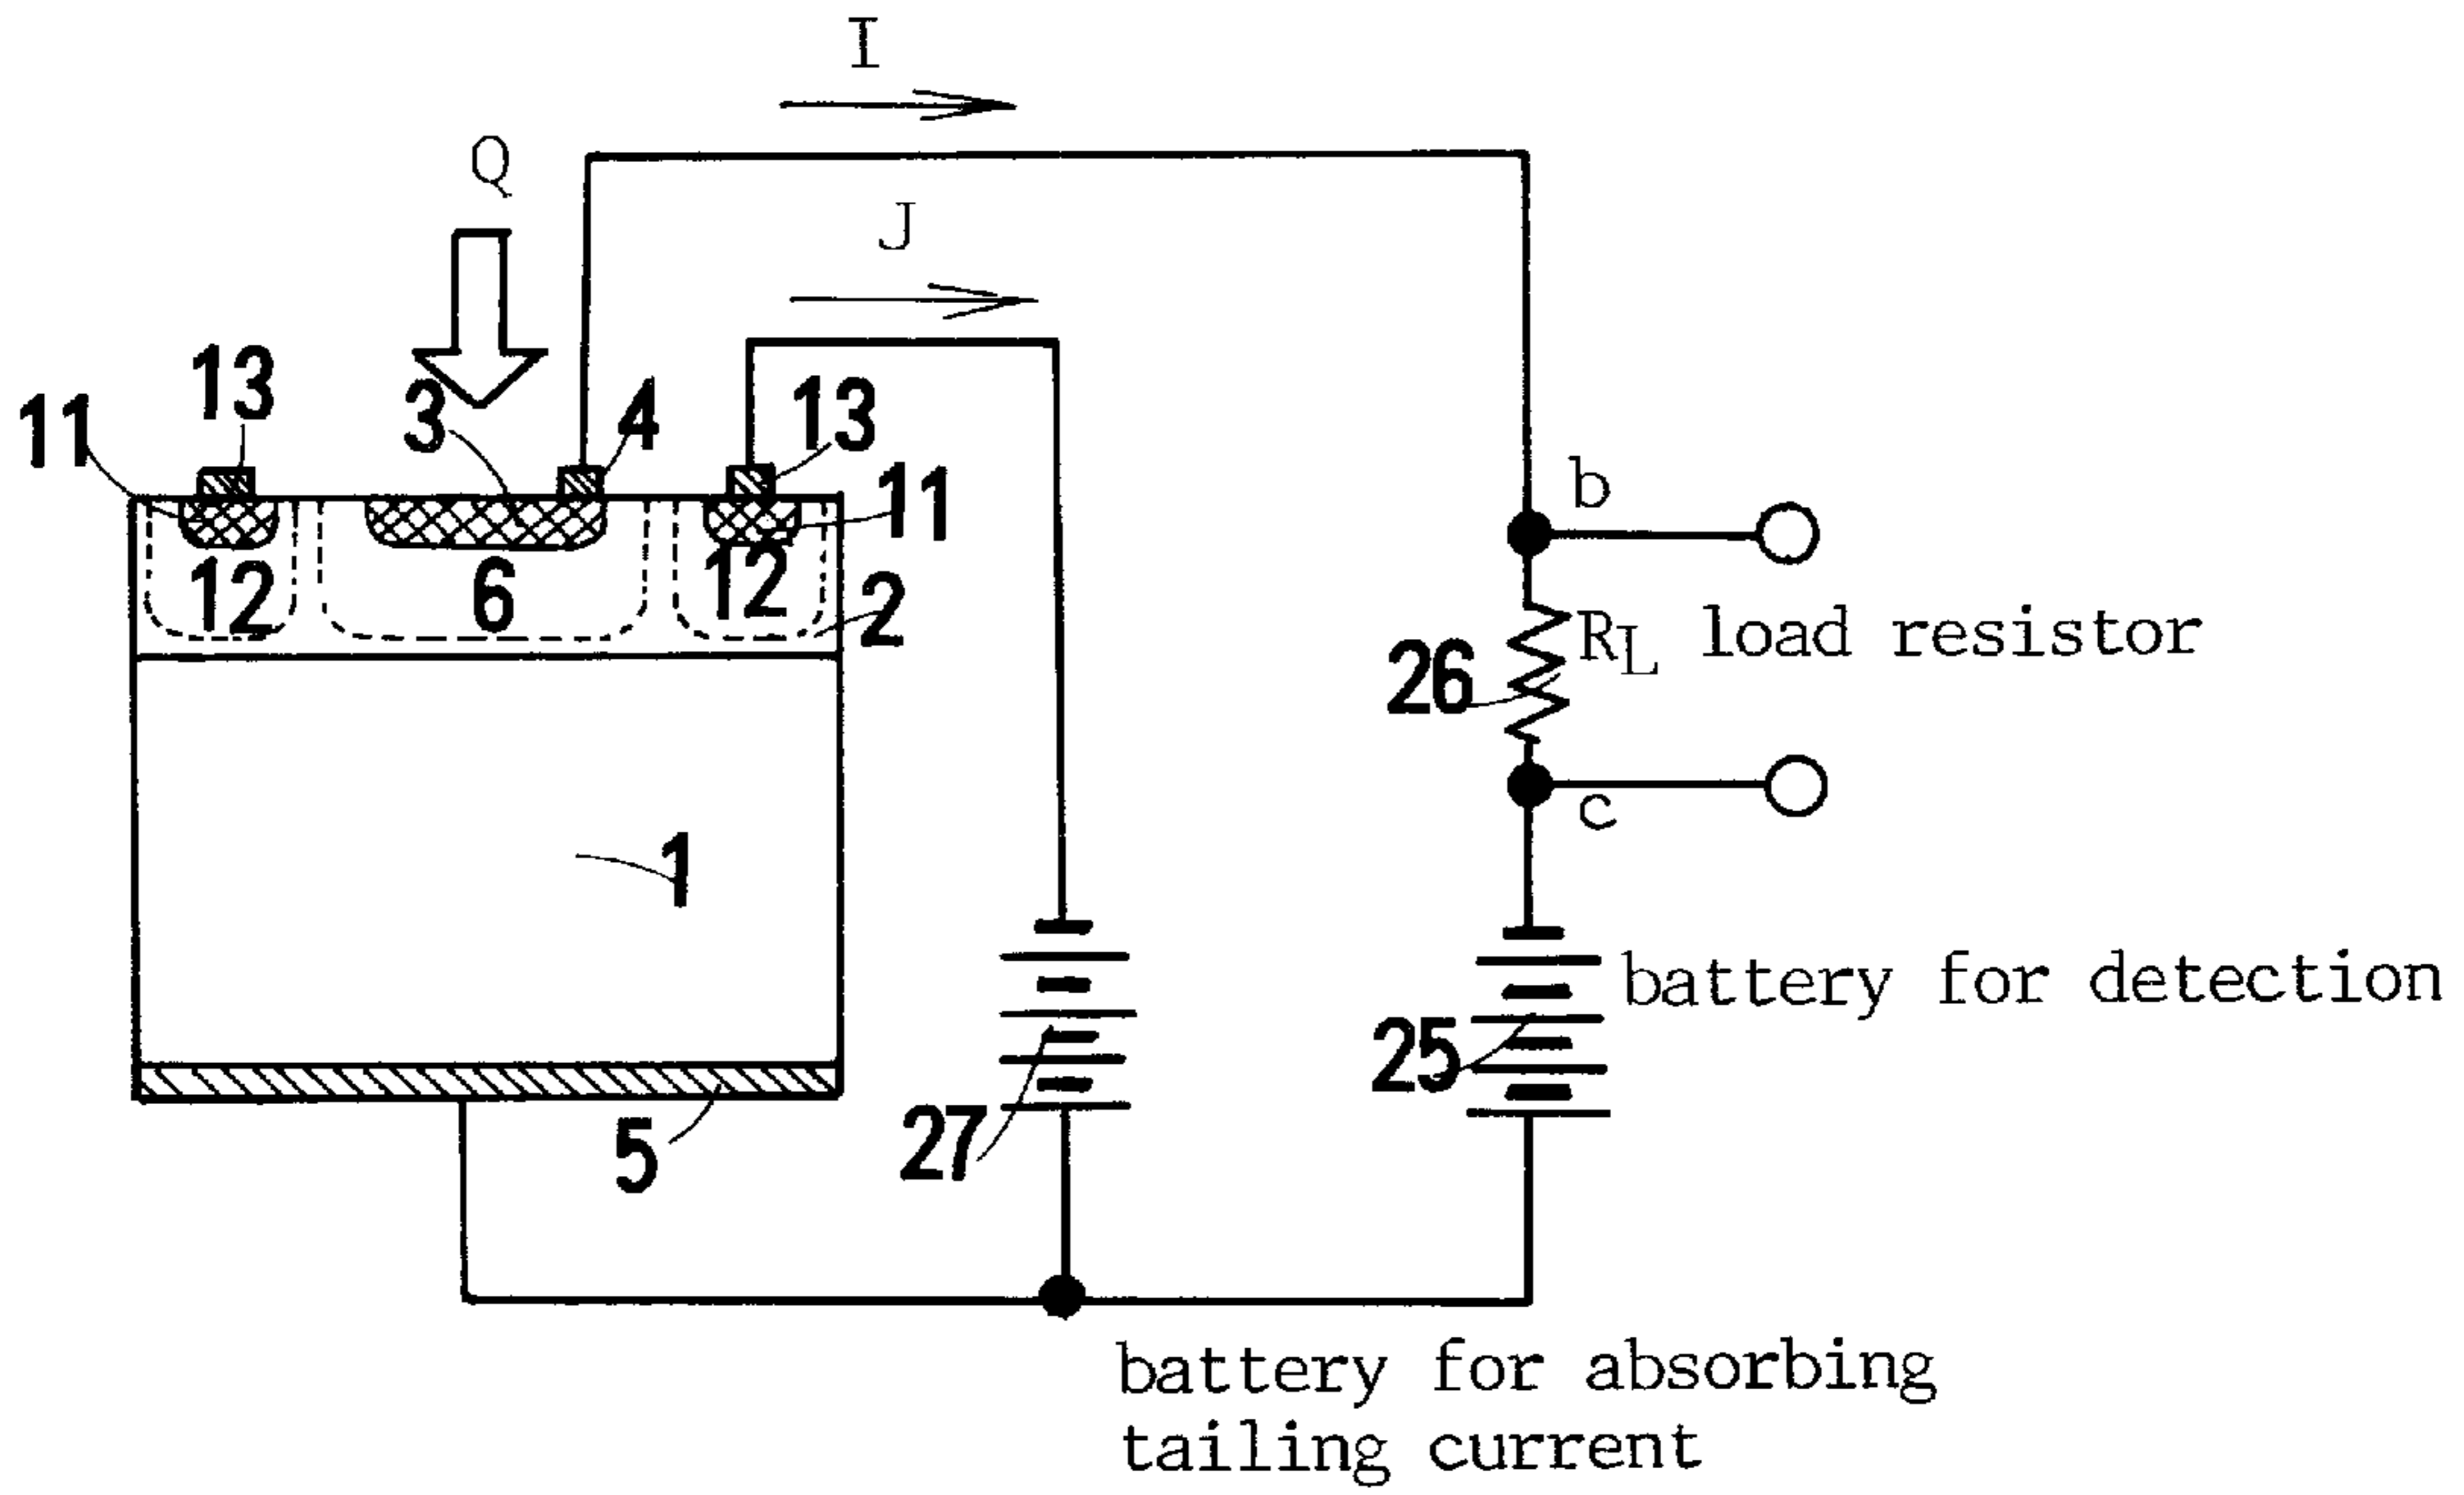 I
Q
J
13
11
3
4
13
11
12
6
12
2
b
26
R_L load resistor
c
1
battery for detection
25
27
5
battery for absorbing
tailing current